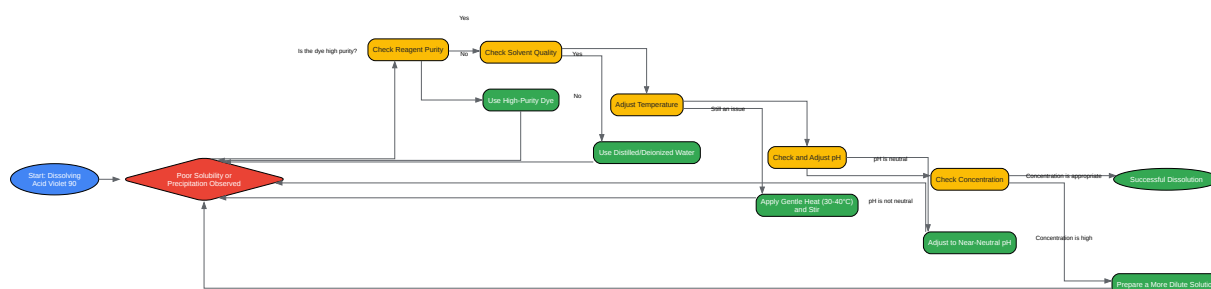 Yes
Is the dye high purity?
Check Reagent Purity
No
Check Solvent Quality
Yes
Use High-Purity Dye
No
Adjust Temperature
Still an issue
Use Distilled/Deionized Water
Check and Adjust pH
pH is neutral
Start: Dissolving
Acid Violet 90
Poor Solubility or
Precipitation Observed
Check Concentration
Concentration is appropriate
Successful Dissolution
Apply Gentle Heat (30-40°C)
and Stir
pH is not neutral
Adjust to Near-Neutral pH
Concentration is high
Prepare a More Dilute Solutio